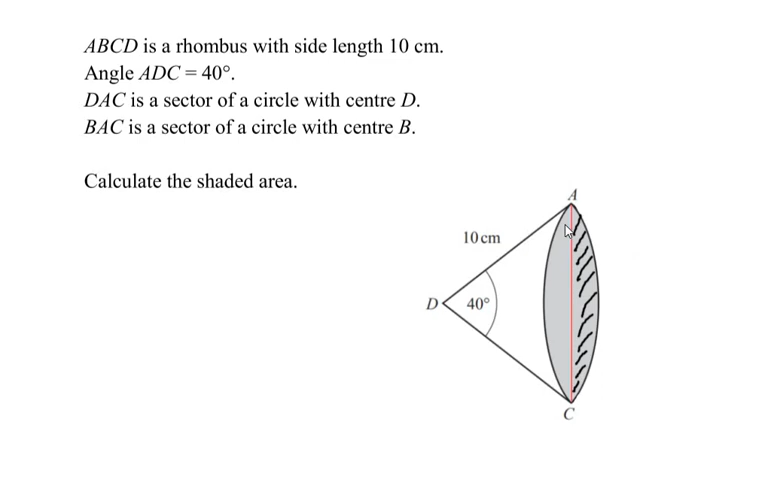 ABCD is a rhombus with side length 10 cm.
Angle ADC = 40°.
DAC is a sector of a circle with centre D.
BAC is a sector of a circle with centre B.
Calculate the shaded area.
A
10 cm
D
40°
C